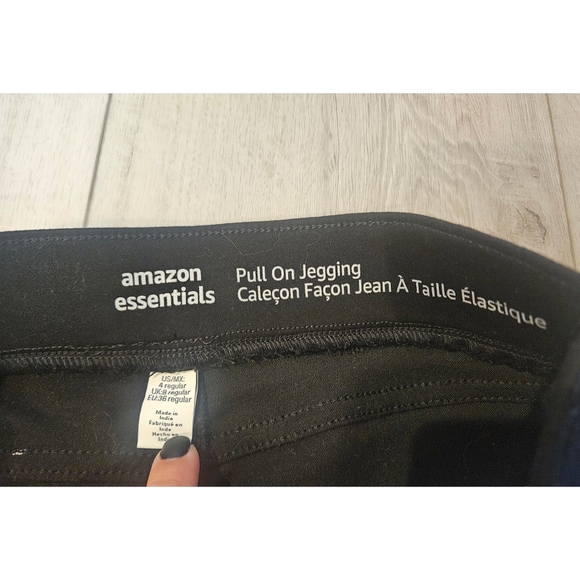 amazon
essentials
Pull On Jegging
Caleçon Façon Jean À Taille Élastique
US/MX:
4 regular
UK:8 regular
EU:36 regular
Made in
India
Fabriqué en
Inde
Hecho en